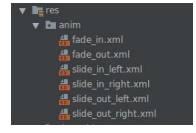 res
anim
fade_in.xml
fade_out.xml
slide_in_left.xml
slide_in_right.xml
slide_out_left.xml
slide_out_right.xml